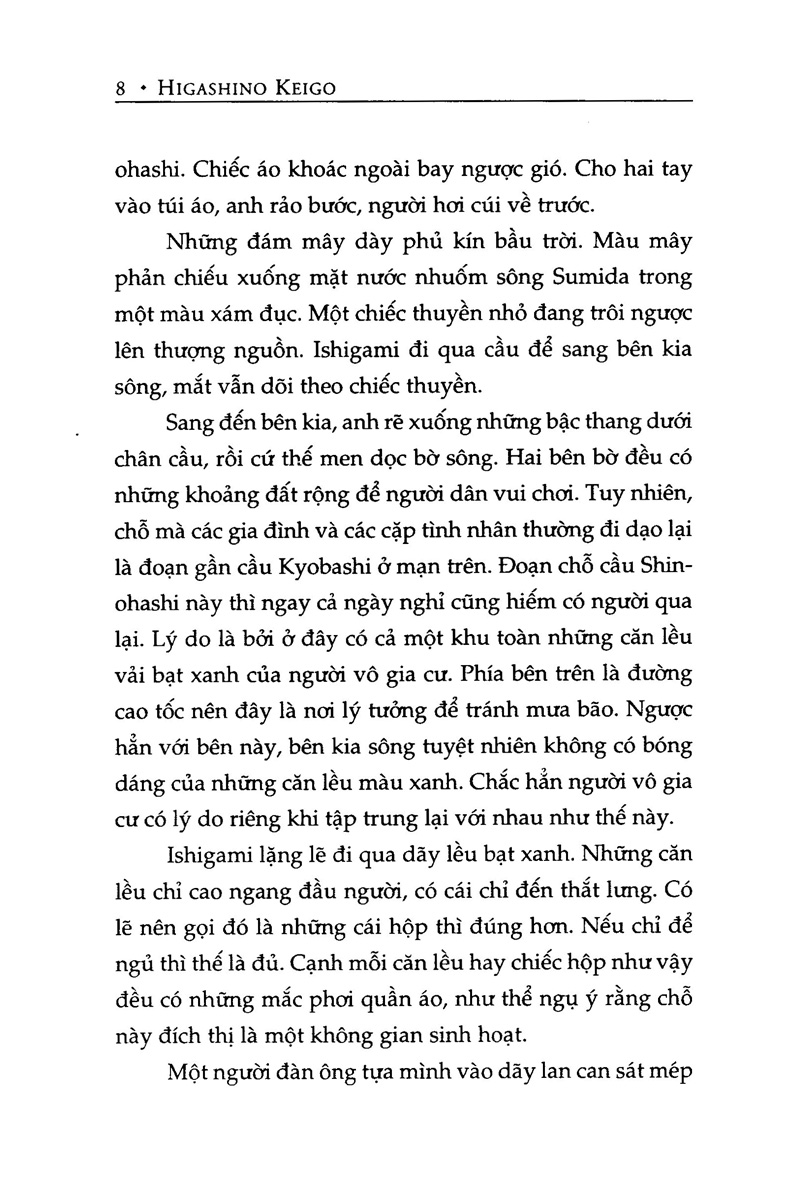 8 • HIGASHINO KEIGO
ohashi. Chiếc áo khoác ngoài bay ngược gió. Cho hai tay
vào túi áo, anh rảo bước, người hơi cúi về trước.
Những đám mây dày phủ kín bầu trời. Màu mây
phản chiếu xuống mặt nước nhuốm sông Sumida trong
một màu xám đục. Một chiếc thuyền nhỏ đang trôi ngược
lên thượng nguồn. Ishigami đi qua cầu để sang bên kia
sông, mắt vẫn dõi theo chiếc thuyền.
Sang đến bên kia, anh rẽ xuống những bậc thang dưới
chân cầu, rồi cứ thế men dọc bờ sông. Hai bên bờ đều có
những khoảng đất rộng để người dân vui chơi. Tuy nhiên,
chỗ mà các gia đình và các cặp tình nhân thường đi dạo lại
là đoạn gần cầu Kyobashi ở mạn trên. Đoạn chỗ cầu Shin-
ohashi này thì ngay cả ngày nghỉ cũng hiếm có người qua
lại. Lý do là bởi ở đây có cả một khu toàn những căn lều
vải bạt xanh của người vô gia cư. Phía bên trên là đường
cao tốc nên đây là nơi lý tưởng để tránh mưa bão. Ngược
hẳn với bên này, bên kia sông tuyệt nhiên không có bóng
dáng của những căn lều màu xanh. Chắc hẳn người vô gia
cư có lý do riêng khi tập trung lại với nhau như thế này.
Ishigami lặng lẽ đi qua dãy lều bạt xanh. Những căn
lều chỉ cao ngang đầu người, có cái chỉ đến thắt lưng. Có
lẽ nên gọi đó là những cái hộp thì đúng hơn. Nếu chỉ để
ngủ thì thế là đủ. Cạnh mỗi căn lều hay chiếc hộp như vậy
đều có những mắc phơi quần áo, như thể ngụ ý rằng chỗ
này đích thị là một không gian sinh hoạt.
Một người đàn ông tựa mình vào dãy lan can sát mép